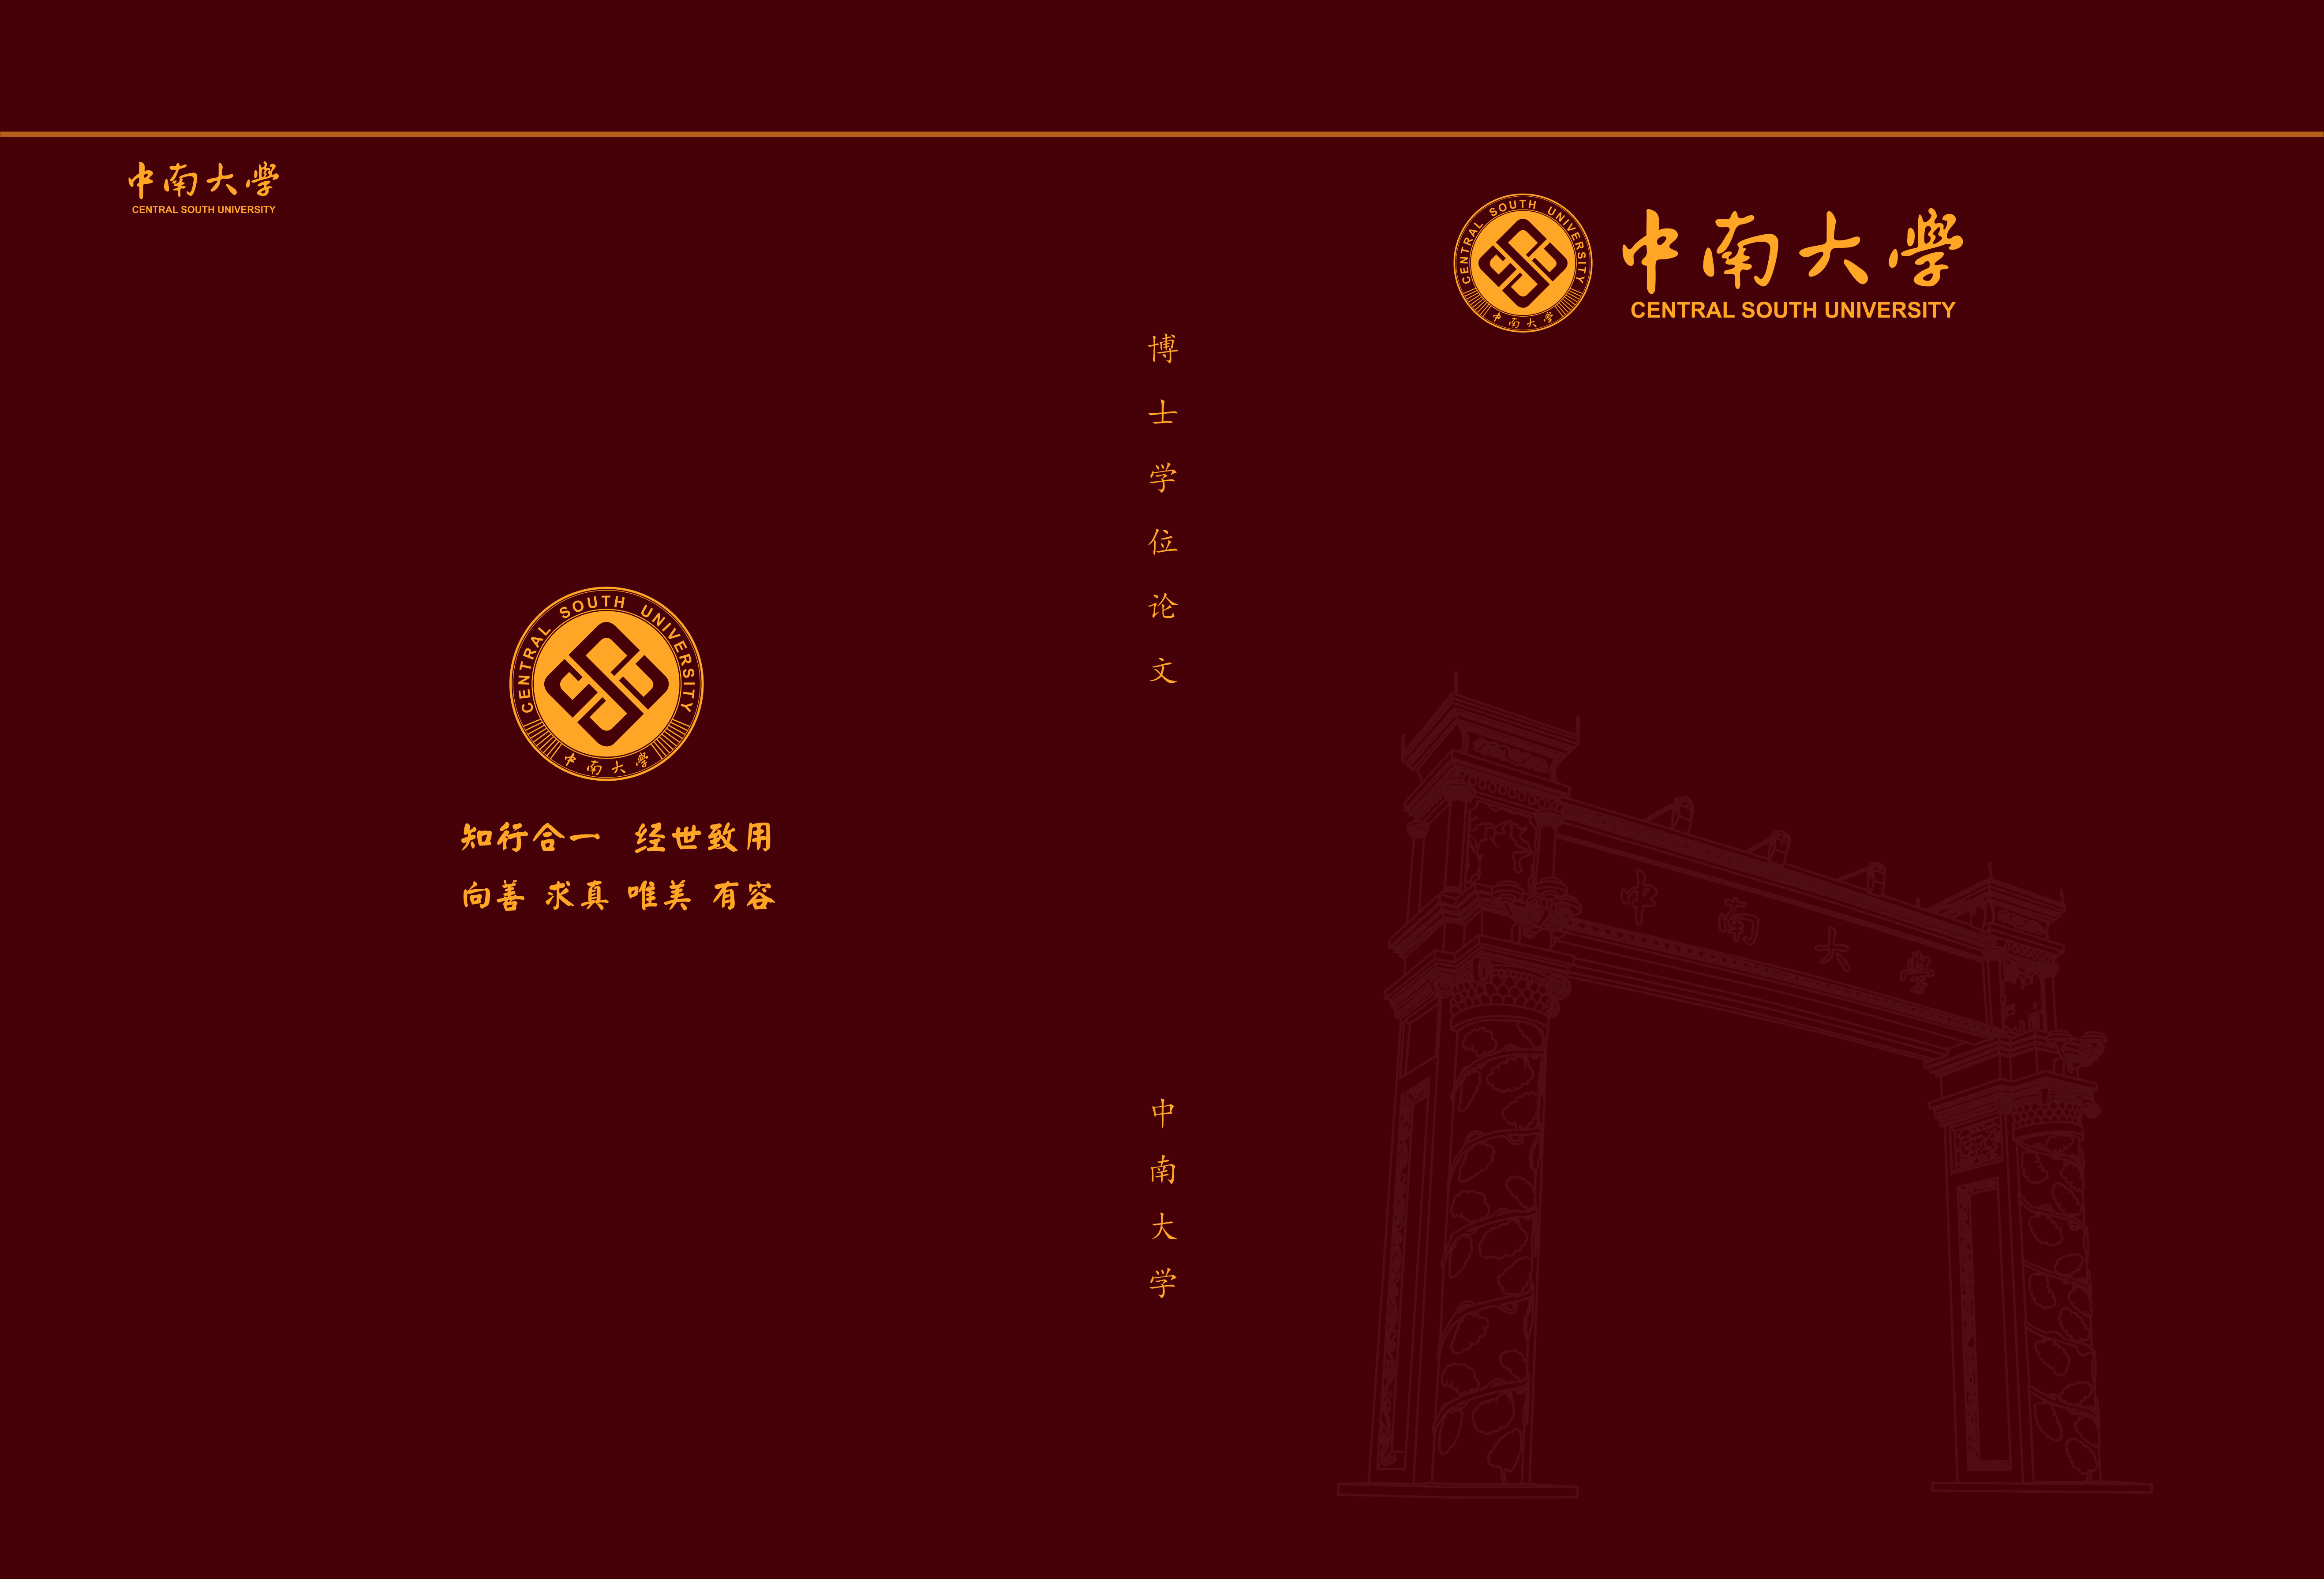 中南大學
CENTRAL SOUTH UNIVERSITY
CENTRAL SOUTH UNIVERSITY
中南大學
知行合一 经世致用
向善 求真 唯美 有容
博士学位论文
中南大学
CENTRAL SOUTH UNIVERSITY
中南大學
中南大學
CENTRAL SOUTH UNIVERSITY
中南大學